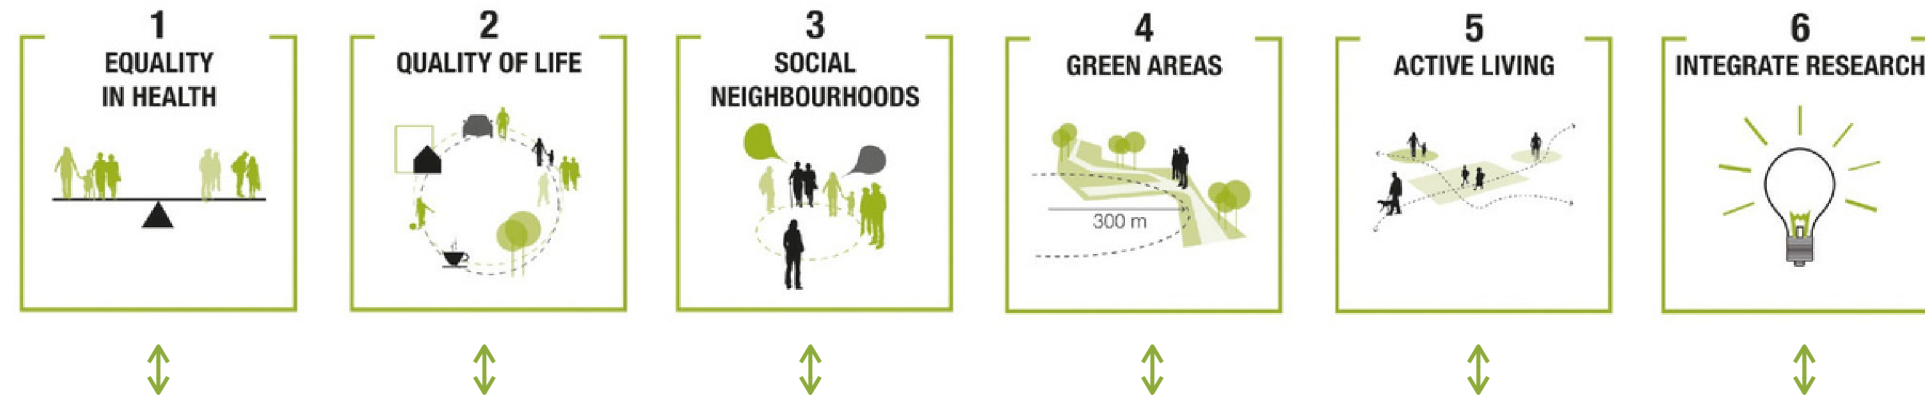 1
EQUALITY
IN HEALTH
2
QUALITY OF LIFE
3
SOCIAL
NEIGHBOURHOODS
4
GREEN AREAS
300 m
5
ACTIVE LIVING
6
INTEGRATE RESEARCH